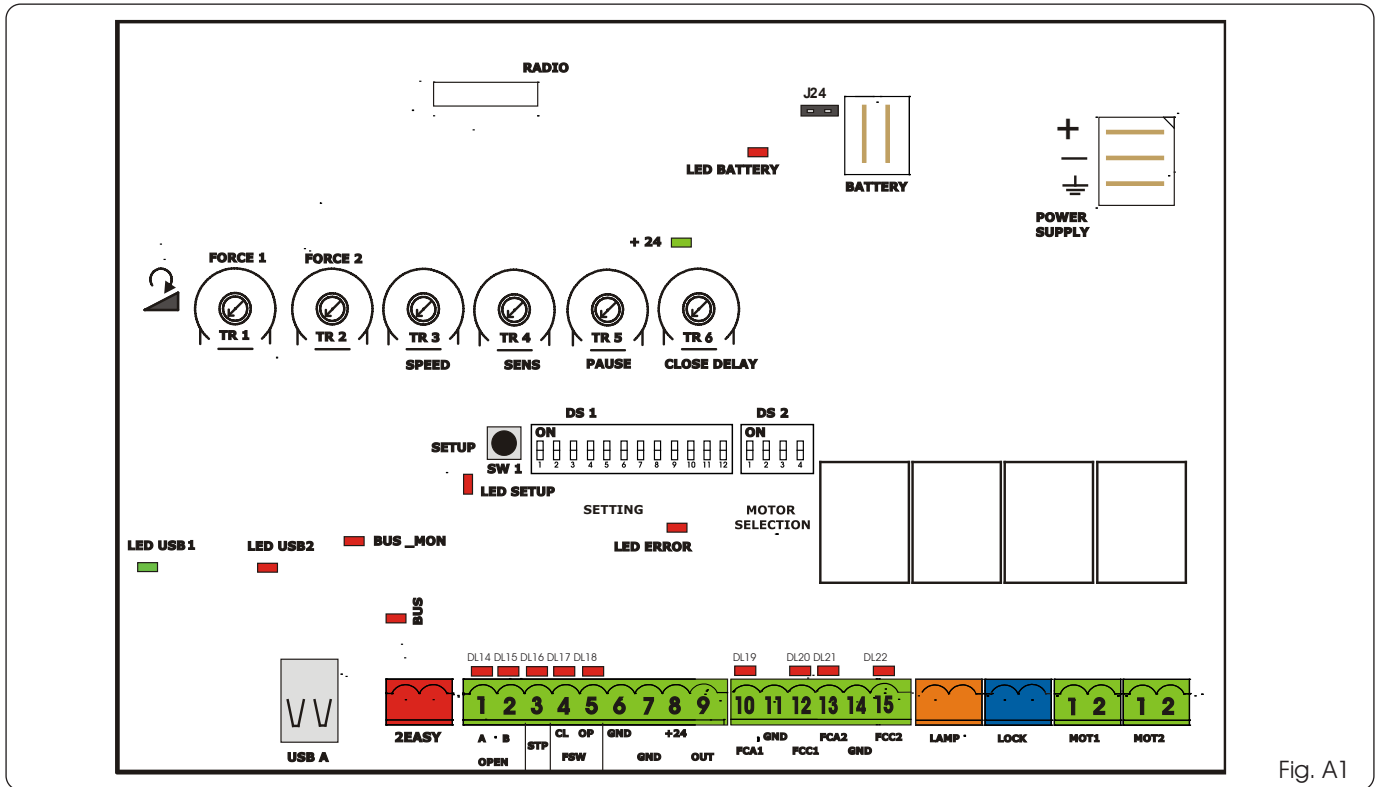 RADIO
J24
LED BATTERY
BATTERY
+
−
POWER
SUPPLY
+ 24
FORCE 1
FORCE 2
TR 1
TR 2
TR 3
TR 4
TR 5
TR 6
SPEED
SENS
PAUSE
CLOSE DELAY
DS 1
DS 2
SETUP
SW 1
ON
1 2 3 4 5 6 7 8 9 10 11 12
ON
1 2 3 4
LED SETUP
SETTING
MOTOR
SELECTION
LED ERROR
BUS _MON
LED USB1
LED USB2
BUS
DL14 DL15 DL16 DL17 DL18
DL19
DL20 DL21
DL22
1 2 3 4 5 6 7 8 9
10 11 12 13 14 15
1 2
1 2
USB A
2EASY
A B
OPEN
STP
CL OP
FSW
GND
GND
+24
OUT
FCA1
GND
FCC1
FCA2
GND
FCC2
LAMP
LOCK
MOT1
MOT2
Fig. A1